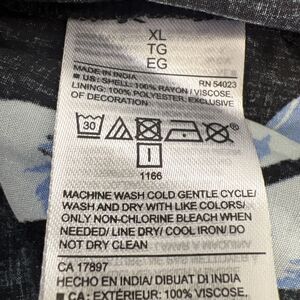 XL
TG
EG
MADE IN INDIA
■ US: SHELL: 100% RAYON / VISCOSE,
RN 54023
LINING: 100% POLYESTER, EXCLUSIVE
OF DECORATION
30
I
1166
MACHINE WASH COLD GENTLE CYCLE/
WASH AND DRY WITH LIKE COLORS/
ONLY NON-CHLORINE BLEACH WHEN
NEEDED/ LINE DRY/ COOL IRON/ DO
NOT DRY CLEAN
CA 17897
HECHO EN INDIA/ DIBUAT DI INDIA
■ CA: EXTÉRIEUR: 100% VISCOSE,